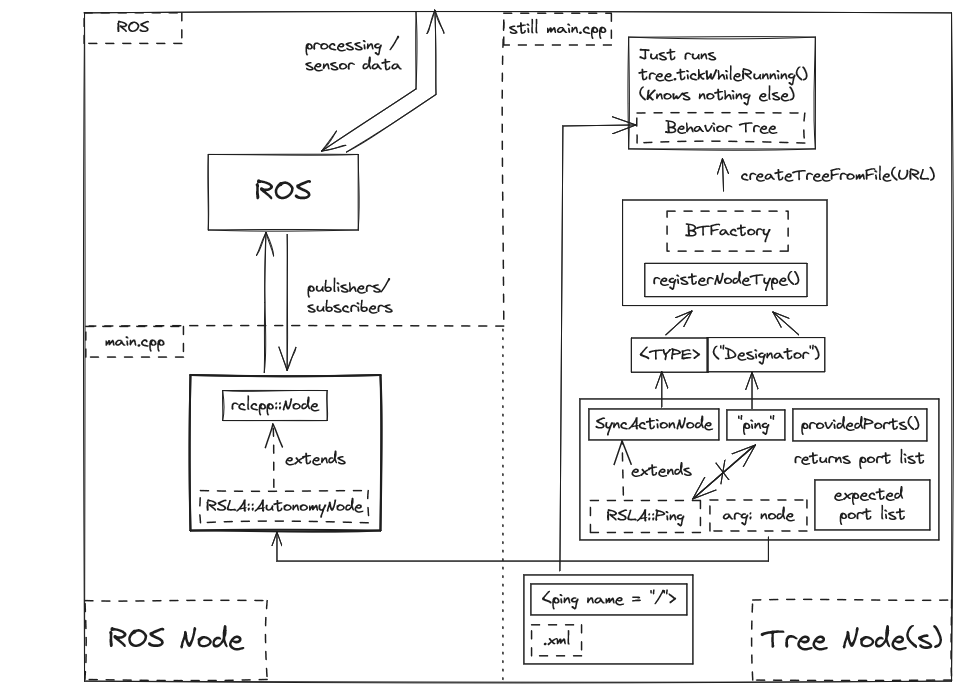 ROS
processing /
sensor data
ROS
publishers/
subscribers
main.cpp
rclcpp::Node
extends
RSLA::AutonomyNode
ROS Node
still main.cpp
Just runs
tree.tickWhileRunning()
(Knows nothing else)
Behavior Tree
createTreeFromFile(URL)
BTFactory
registerNodeType()
<TYPE>
("Designator")
SyncActionNode
"ping"
providedPorts()
extends
returns port list
RSLA::Ping
arg: node
expected
port list
<ping name = "/">
.xml
Tree Node(s)